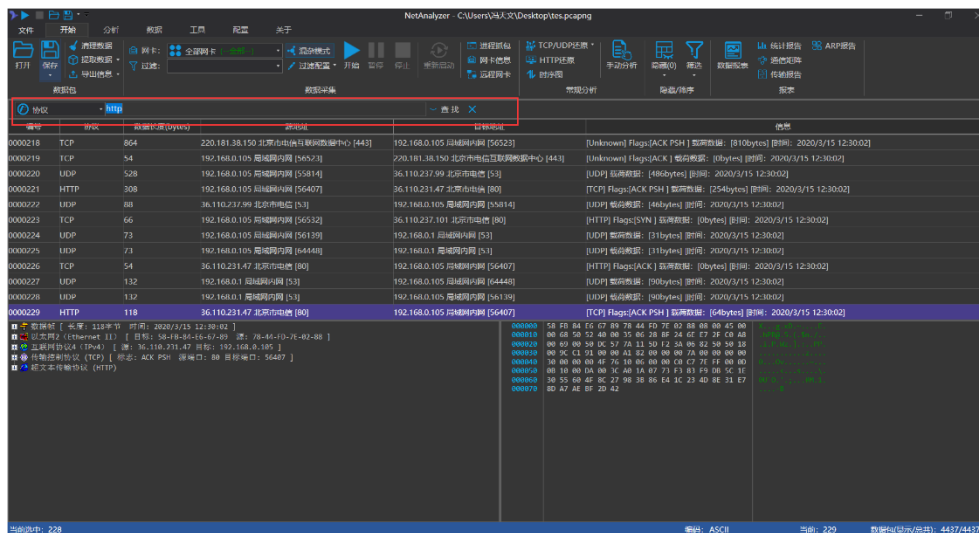 NetAnalyzer - C:\Users\冯天文\Desktop\tes.pcapng
文件 开始 分析 数据 工具 配置 关于
打开 保存 清理数据 提取数据 导出信息
网卡: 全部网卡 混杂模式
过滤: 过滤配置 开始 暂停 停止 重新启动
进程抓包 网卡信息 远程网卡
TCP/UDP还原 HTTP还原 时序图
手动分析 隐藏(0) 筛选 数据报表
统计报告 ARP报告 通信矩阵 传输报告
数据包 数据采集 常规分析 隐藏/排序 报表
协议 http 查找
编号 协议 数据长度(bytes) 源地址 目标地址 信息
0000218 TCP 864 220.181.38.150 北京市电信互联网数据中心 [443] 192.168.0.105 局域网内网 [56523] [Unknown] Flags:[ACK PSH ] 载荷数据: [810bytes] [时间: 2020/3/15 12:30:02]
0000219 TCP 54 192.168.0.105 局域网内网 [56523] 220.181.38.150 北京市电信互联网数据中心 [443] [Unknown] Flags:[ACK ] 载荷数据: [0bytes] [时间: 2020/3/15 12:30:02]
0000220 UDP 528 192.168.0.105 局域网内网 [55814] 36.110.237.99 北京市电信 [53] [UDP] 载荷数据: [486bytes] [时间: 2020/3/15 12:30:02]
0000221 HTTP 308 192.168.0.105 局域网内网 [56407] 36.110.231.47 北京市电信 [80] [TCP] Flags:[ACK PSH ] 载荷数据: [254bytes] [时间: 2020/3/15 12:30:02]
0000222 UDP 88 36.110.237.99 北京市电信 [53] 192.168.0.105 局域网内网 [55814] [UDP] 载荷数据: [46bytes] [时间: 2020/3/15 12:30:02]
0000223 TCP 66 192.168.0.105 局域网内网 [56532] 36.110.237.101 北京市电信 [80] [HTTP] Flags:[SYN ] 载荷数据: [0bytes] [时间: 2020/3/15 12:30:02]
0000224 UDP 73 192.168.0.105 局域网内网 [56139] 192.168.0.1 局域网内网 [53] [UDP] 载荷数据: [31bytes] [时间: 2020/3/15 12:30:02]
0000225 UDP 73 192.168.0.105 局域网内网 [64448] 192.168.0.1 局域网内网 [53] [UDP] 载荷数据: [31bytes] [时间: 2020/3/15 12:30:02]
0000226 TCP 54 36.110.231.47 北京市电信 [80] 192.168.0.105 局域网内网 [56407] [HTTP] Flags:[ACK ] 载荷数据: [0bytes] [时间: 2020/3/15 12:30:02]
0000227 UDP 132 192.168.0.1 局域网内网 [53] 192.168.0.105 局域网内网 [64448] [UDP] 载荷数据: [90bytes] [时间: 2020/3/15 12:30:02]
0000228 UDP 132 192.168.0.1 局域网内网 [53] 192.168.0.105 局域网内网 [56139] [UDP] 载荷数据: [90bytes] [时间: 2020/3/15 12:30:02]
0000229 HTTP 118 36.110.231.47 北京市电信 [80] 192.168.0.105 局域网内网 [56407] [TCP] Flags:[ACK PSH ] 载荷数据: [64bytes] [时间: 2020/3/15 12:30:02]
数据帧 [ 长度: 118字节 时间: 2020/3/15 12:30:02 ]
以太网2 (Ethernet II) [ 目标: 58-FB-84-E6-67-89 源: 78-44-FD-7E-02-88 ]
互联网协议4 (IPv4) [ 源: 36.110.231.47 目标: 192.168.0.105 ]
传输控制协议 (TCP) [ 标志: ACK PSH 源端口: 80 目标端口: 56407 ]
超文本传输协议 (HTTP)
000000 58 FB 84 E6 67 89 78 44 FD 7E 02 88 08 00 45 00
000010 00 68 50 52 40 00 35 06 2B BF 24 6E E7 2F C0 A8
000020 00 69 00 50 DC 57 7A 11 5D F2 3A 06 82 50 50 18
000030 00 9C C1 91 00 00 A1 82 00 00 00 7A 00 00 00 00
000040 30 00 00 00 4F 76 10 06 00 00 C0 C7 7E FF 00 0D
000050 0B 10 00 DA 00 3C A0 1A 07 73 F3 83 F9 DB 5C 1E
000060 30 55 60 4F 8C 27 98 3B 86 E4 1C 23 4D 8E 31 E7
000070 8D A7 AE BF 2D 42
当前选中: 228 编码: ASCII 当前: 229 数据包(显示/总共): 4437/4437